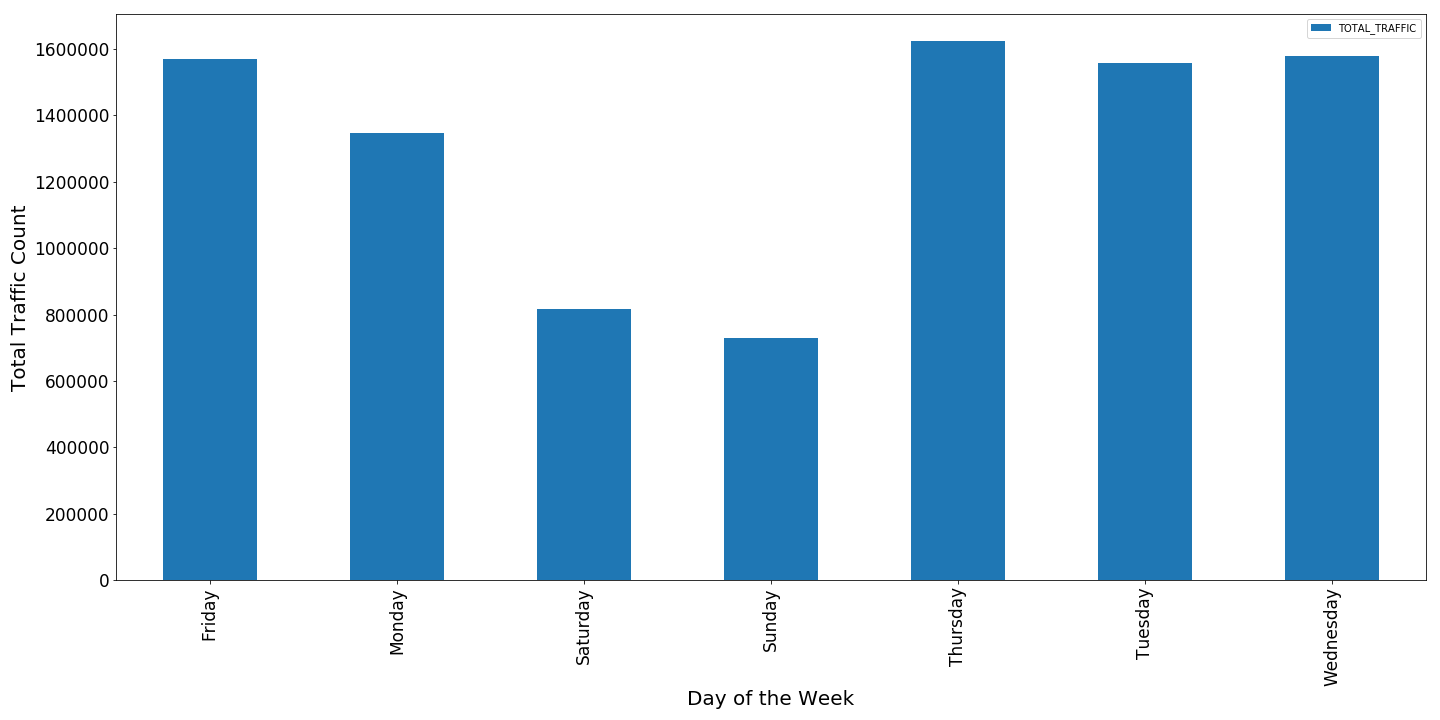 TOTAL_TRAFFIC
1600000
1400000
1200000
1000000
800000
600000
400000
200000
0
Total Traffic Count
Friday
Monday
Saturday
Sunday
Thursday
Tuesday
Wednesday
Day of the Week